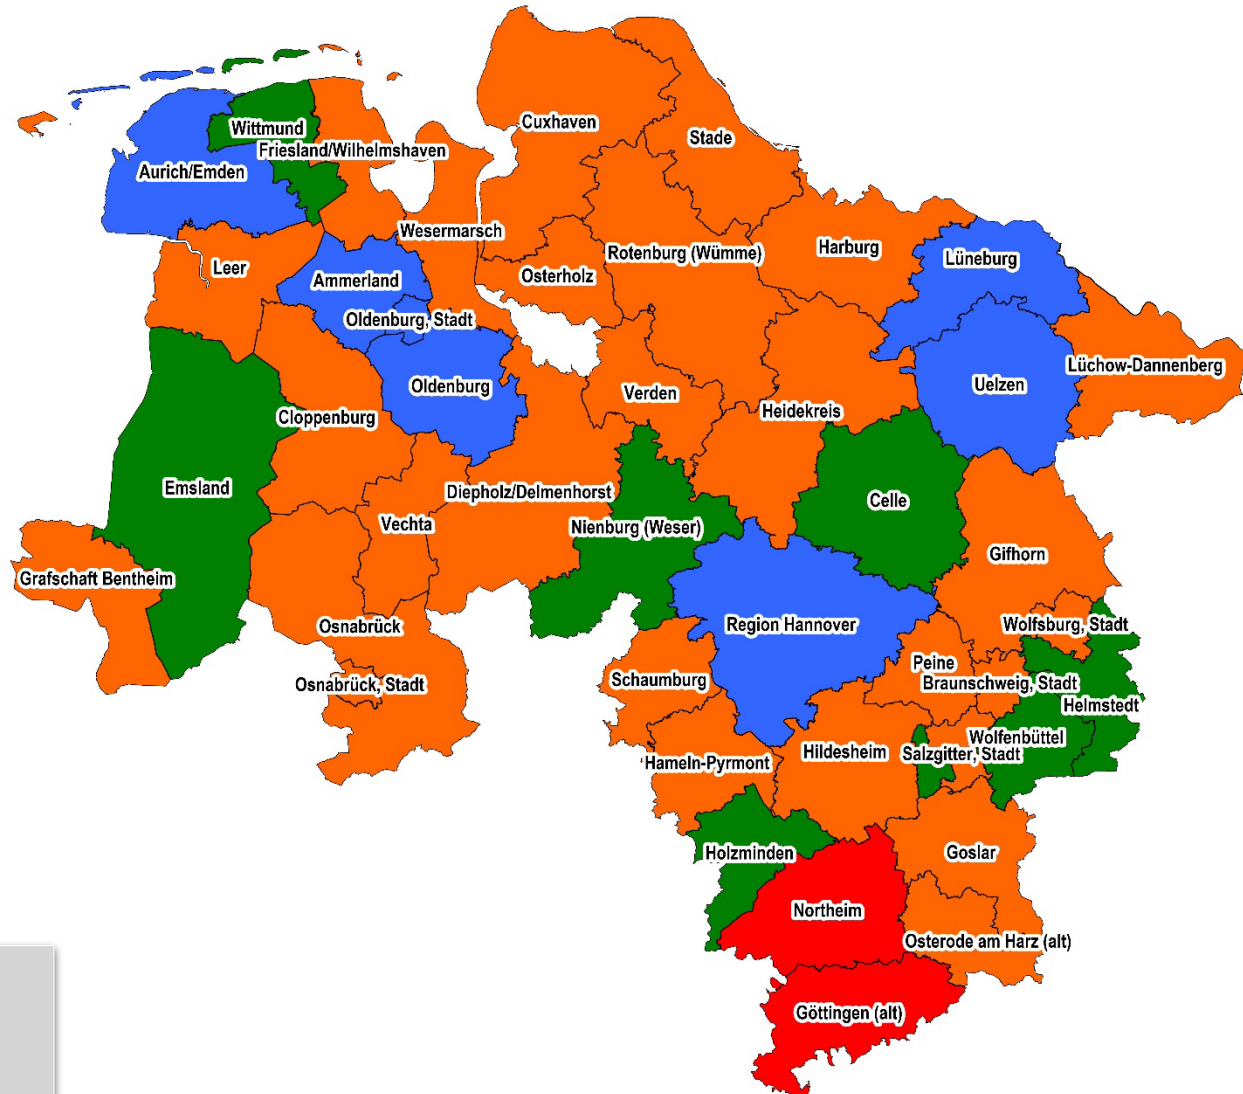 Cuxhaven
Wittmund
Stade
Friesland/Wilhelmshaven
Aurich/Emden
Wesermarsch
Harburg
Rotenburg (Wümme)
Lüneburg
Leer
Osterholz
Ammerland
Oldenburg, Stadt
Lüchow-Dannenberg
Oldenburg
Uelzen
Verden
Heidekreis
Cloppenburg
Emsland
Diepholz/Delmenhorst
Celle
Vechta
Nienburg (Weser)
Gifhorn
Grafschaft Bentheim
Osnabrück
Region Hannover
Wolfsburg, Stadt
Peine
Schaumburg
Osnabrück, Stadt
Braunschweig, Stadt
Helmstedt
Wolfenbüttel
Hildesheim
Salzgitter, Stadt
Hameln-Pyrmont
Holzminden
Goslar
Northeim
Osterode am Harz (alt)
Göttingen (alt)